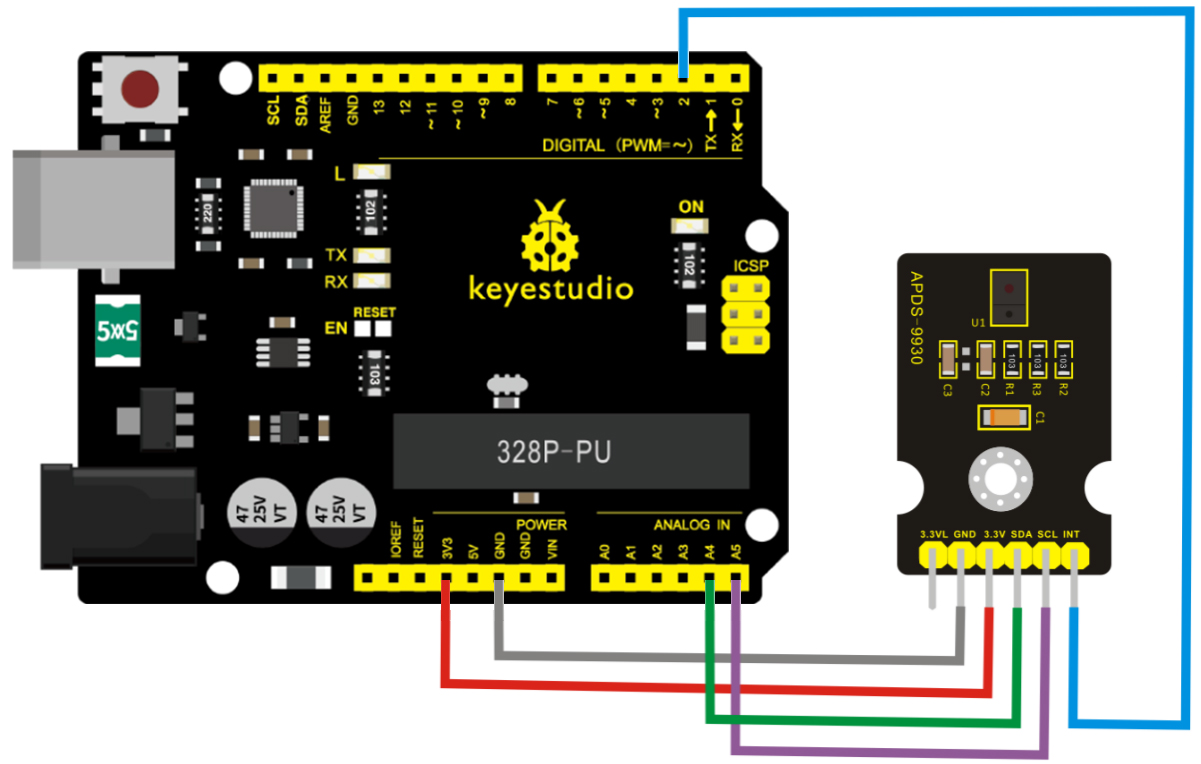 SCL SDA AREF GND 13 12 ~11 ~10 ~9 8 7 ~6 ~5 4 ~3 2 TX→1 RX←0
DIGITAL (PWM=~)
L
220
102
TX
RX
ON
102
ICSP
keyestudio
RESET
EN
5XX5
103
328P-PU
47
25V
VT
47
25V
VT
POWER
ANALOG IN
IOREF RESET 3V3 5V GND GND VIN A0 A1 A2 A3 A4 A5
APDS-9930
U1
103 103 103
C3 C2 R1 R3 R2
C1
3.3VL GND 3.3V SDA SCL INT